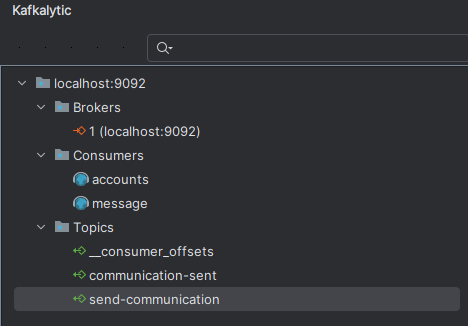 Kafkalytic
localhost:9092
Brokers
1 (localhost:9092)
Consumers
accounts
message
Topics
__consumer_offsets
communication-sent
send-communication